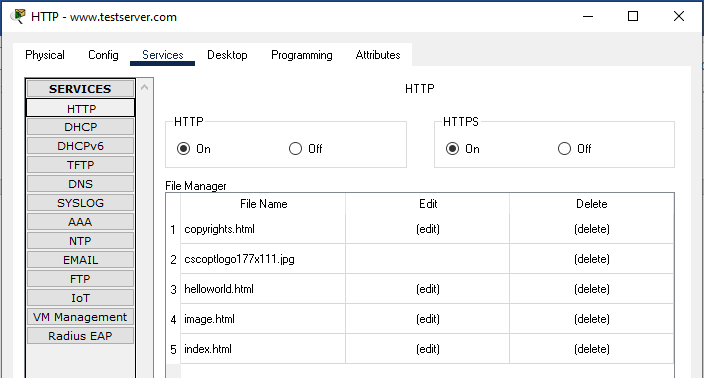 HTTP - www.testserver.com
Physical Config Services Desktop Programming Attributes
SERVICES
HTTP
DHCP
DHCPv6
TFTP
DNS
SYSLOG
AAA
NTP
EMAIL
FTP
IoT
VM Management
Radius EAP
HTTP
HTTP
On Off
HTTPS
On Off
File Manager
File Name Edit Delete
1 copyrights.html (edit) (delete)
2 cscoptlogo177x111.jpg (delete)
3 helloworld.html (edit) (delete)
4 image.html (edit) (delete)
5 index.html (edit) (delete)